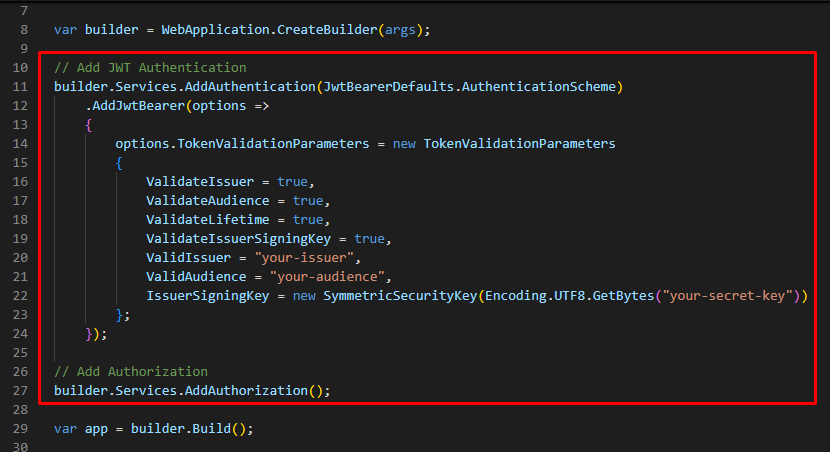 7
8 var builder = WebApplication.CreateBuilder(args);
9
10 // Add JWT Authentication
11 builder.Services.AddAuthentication(JwtBearerDefaults.AuthenticationScheme)
12 .AddJwtBearer(options =>
13 {
14 options.TokenValidationParameters = new TokenValidationParameters
15 {
16 ValidateIssuer = true,
17 ValidateAudience = true,
18 ValidateLifetime = true,
19 ValidateIssuerSigningKey = true,
20 ValidIssuer = "your-issuer",
21 ValidAudience = "your-audience",
22 IssuerSigningKey = new SymmetricSecurityKey(Encoding.UTF8.GetBytes("your-secret-key"))
23 };
24 });
25
26 // Add Authorization
27 builder.Services.AddAuthorization();
28
29 var app = builder.Build();
30